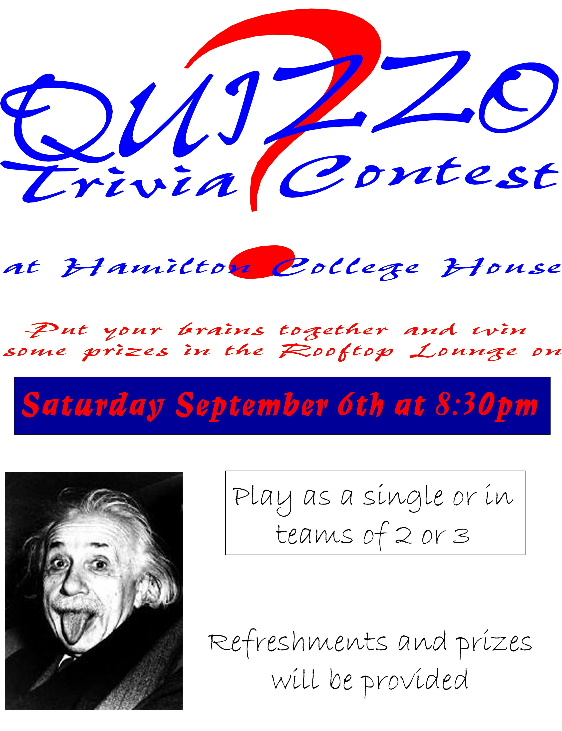 QUIZZO
Trivia Contest
at Hamilton College House
Put your brains together and win
some prizes in the Rooftop Lounge on
Saturday September 6th at 8:30pm
Play as a single or in
teams of 2 or 3
Refreshments and prizes
will be provided